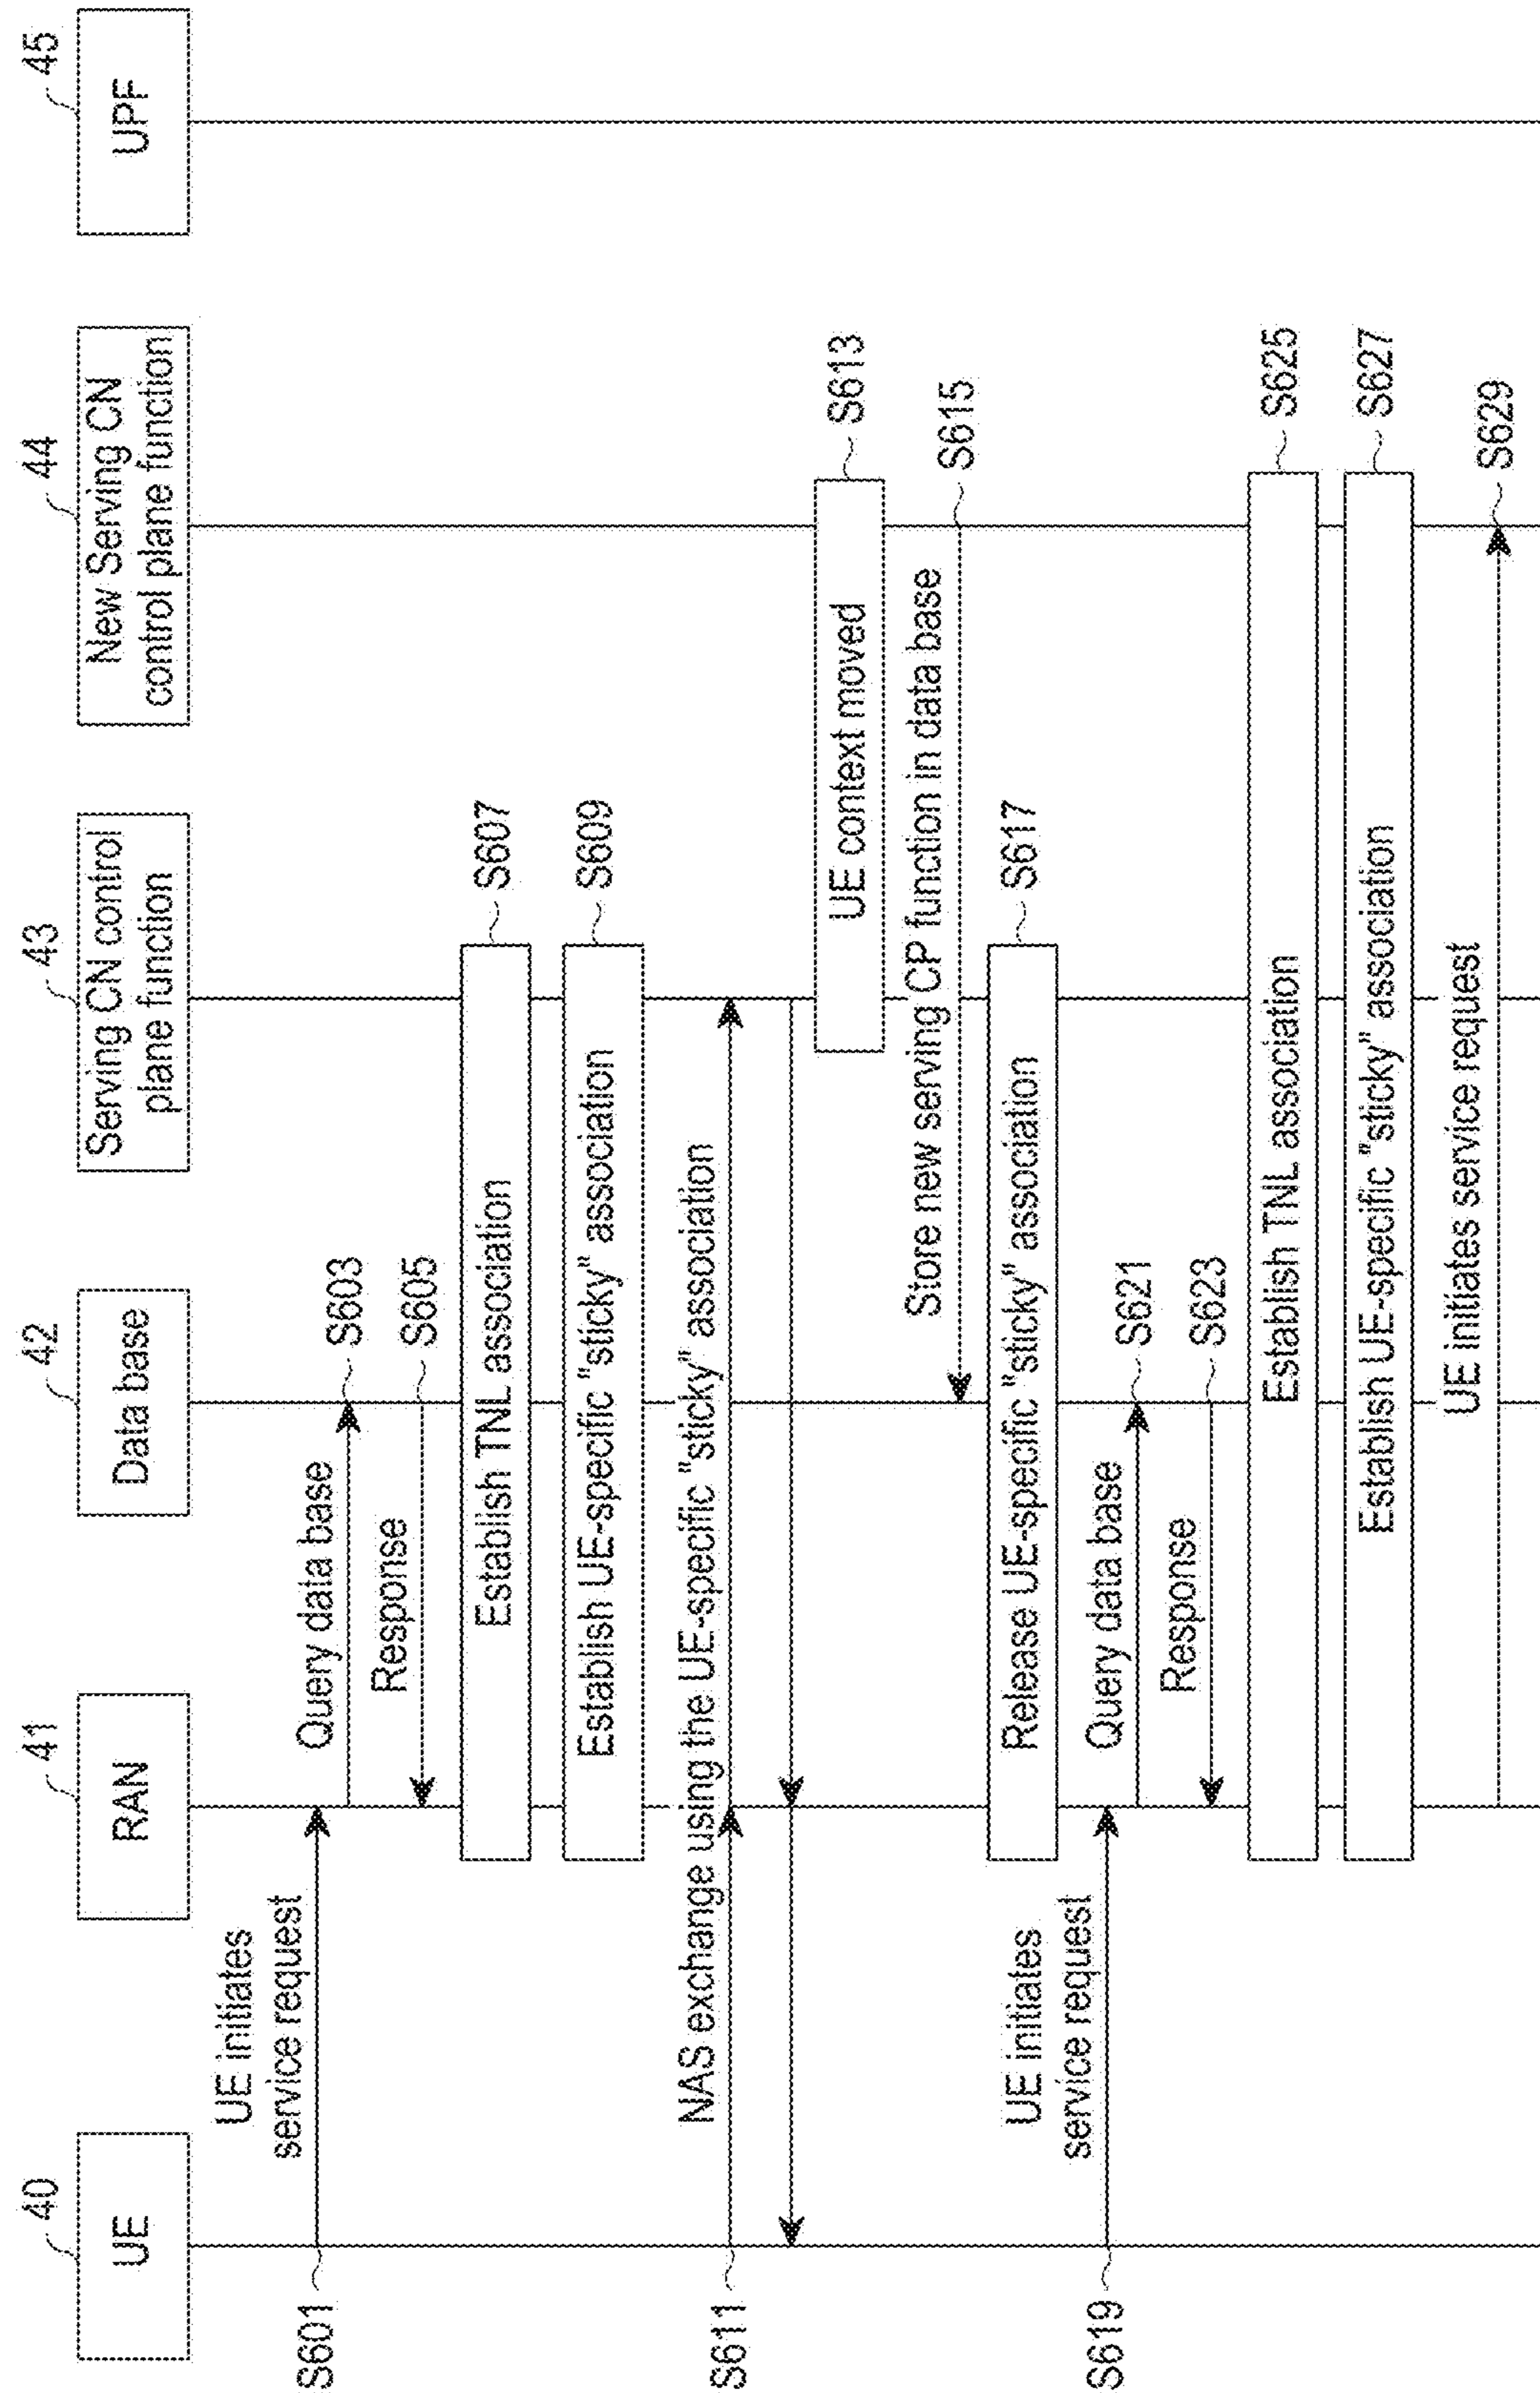 40
UE
41
RAN
42
Data base
43
Serving CN control
plane function
44
New Serving CN
control plane function
45
UPF
S601
UE initiates
service request
Query data base
S603
Response
S605
Establish TNL association
S607
Establish UE-specific "sticky" association
S609
S611
NAS exchange using the UE-specific "sticky" association
UE context moved
S613
Store new serving CP function in data base
S615
Release UE-specific "sticky" association
S617
S619
UE initiates
service request
Query data base
S621
Response
S623
Establish TNL association
S625
Establish UE-specific "sticky" association
S627
UE initiates service request
S629